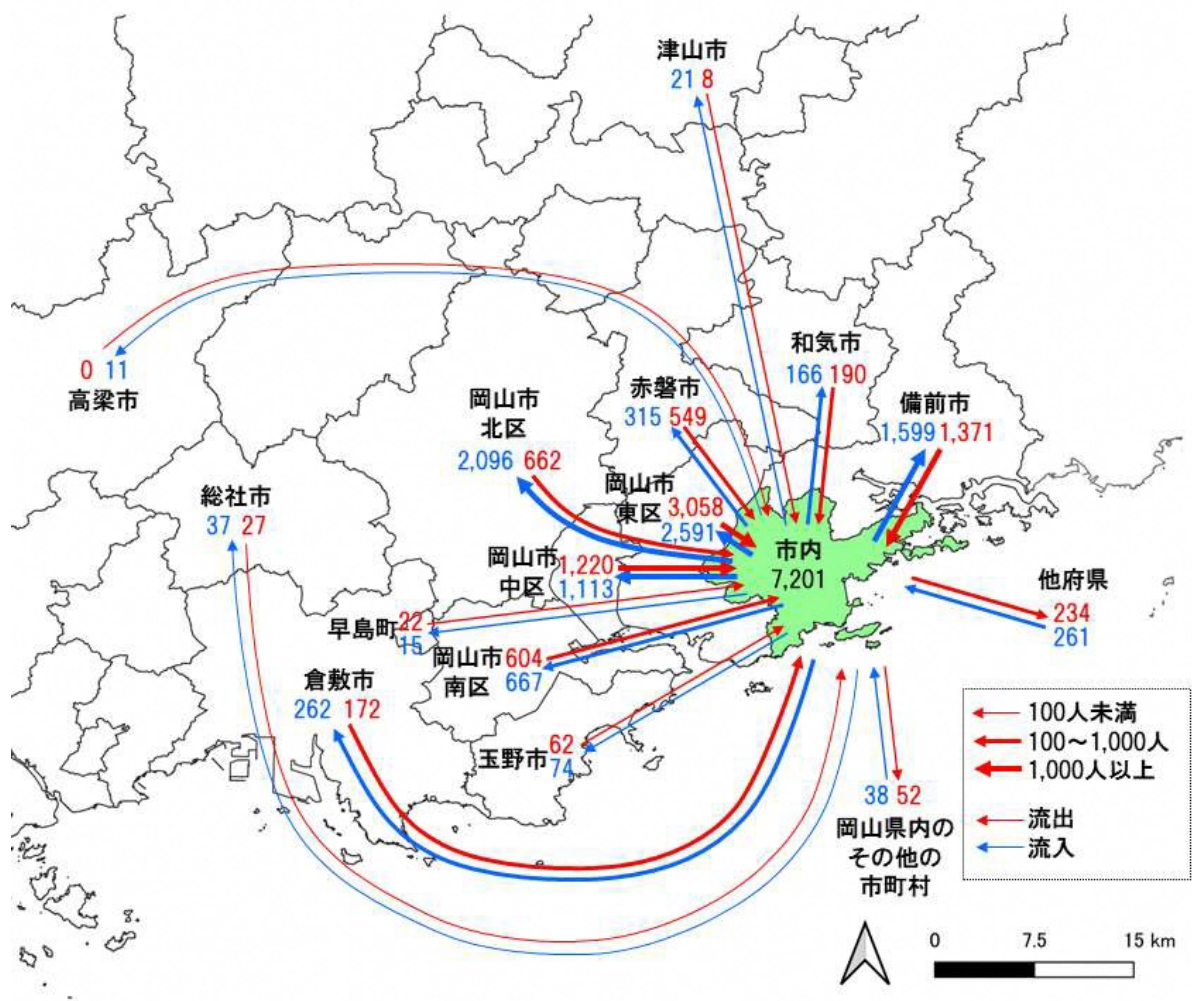 津山市
21 8
和気市
166 190
赤磐市
315 549
備前市
1,599 1,371
0 11
高梁市
岡山市
北区
2,096 662
岡山市
東区
3,058
2,591
総社市
37 27
市内
7,201
岡山市
中区
1,220
1,113
他府県
234
261
早島町
22
15
岡山市
南区
604
667
倉敷市
262 172
玉野市
62
74
38 52
岡山県内の
その他の
市町村
100人未満
100～1,000人
1,000人以上
流出
流入
0 7.5 15 km